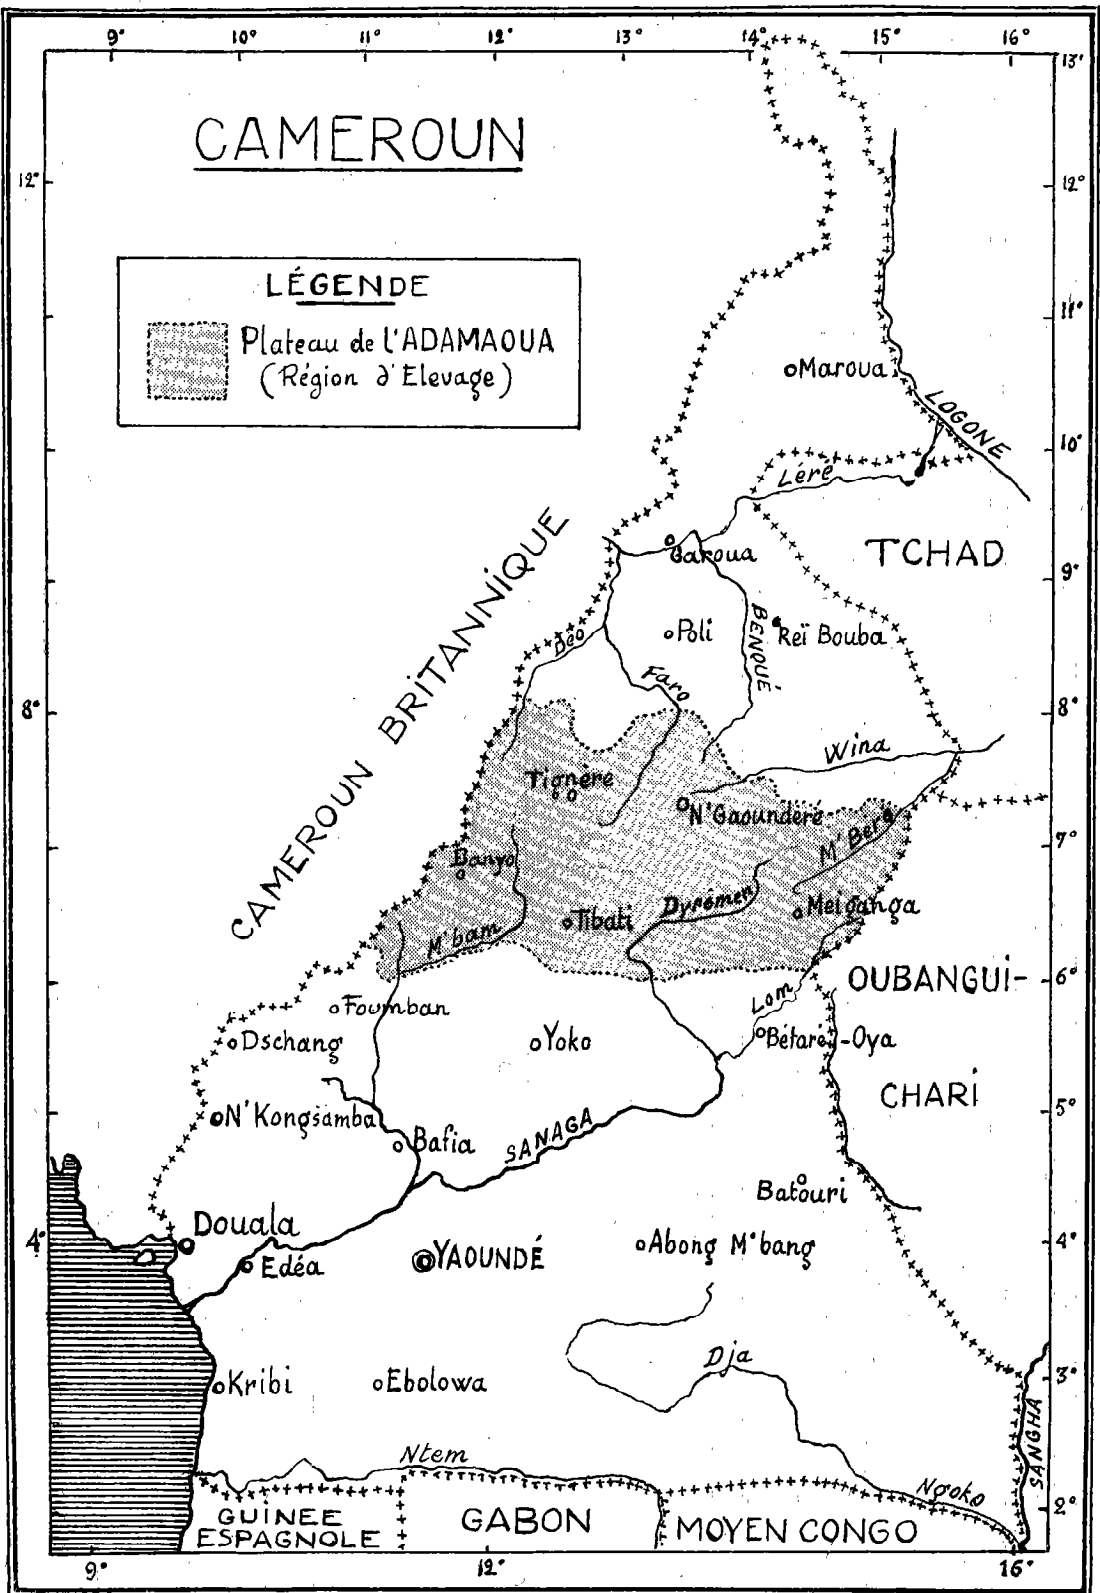 9° 10° 11° 12° 13° 14° 15° 16°
13°
CAMEROUN
12° 12°
LÉGENDE
Plateau de l'ADAMAOUA
(Région d'Elevage)
11°
Maroua
LOGONE
10°
Léré
CAMEROUN BRITANNIQUE
Garoua
TCHAD
9°
Déo
Poli
BENQUÉ
Reï Bouba
Faro
8° 8°
Wina
Tignère
N'Gaoundéré
M'Béré
7°
Banyo
Dyrémen
Meiganga
Tibati
M'bam
6°
OUBANGUI-
CHARI
Foumban
Lom
Dschang
Yoko
Bétaré-Oya
N'Kongsamba
5°
Bafia
SANAGA
Batouri
Douala
4° 4°
Edéa
YAOUNDÉ
Abong M'bang
Dja
3°
Kribi
Ebolowa
SANGHA
Ntem
Ngoko
2°
GUINEE
ESPAGNOLE
GABON
MOYEN CONGO
9° 12° 16°